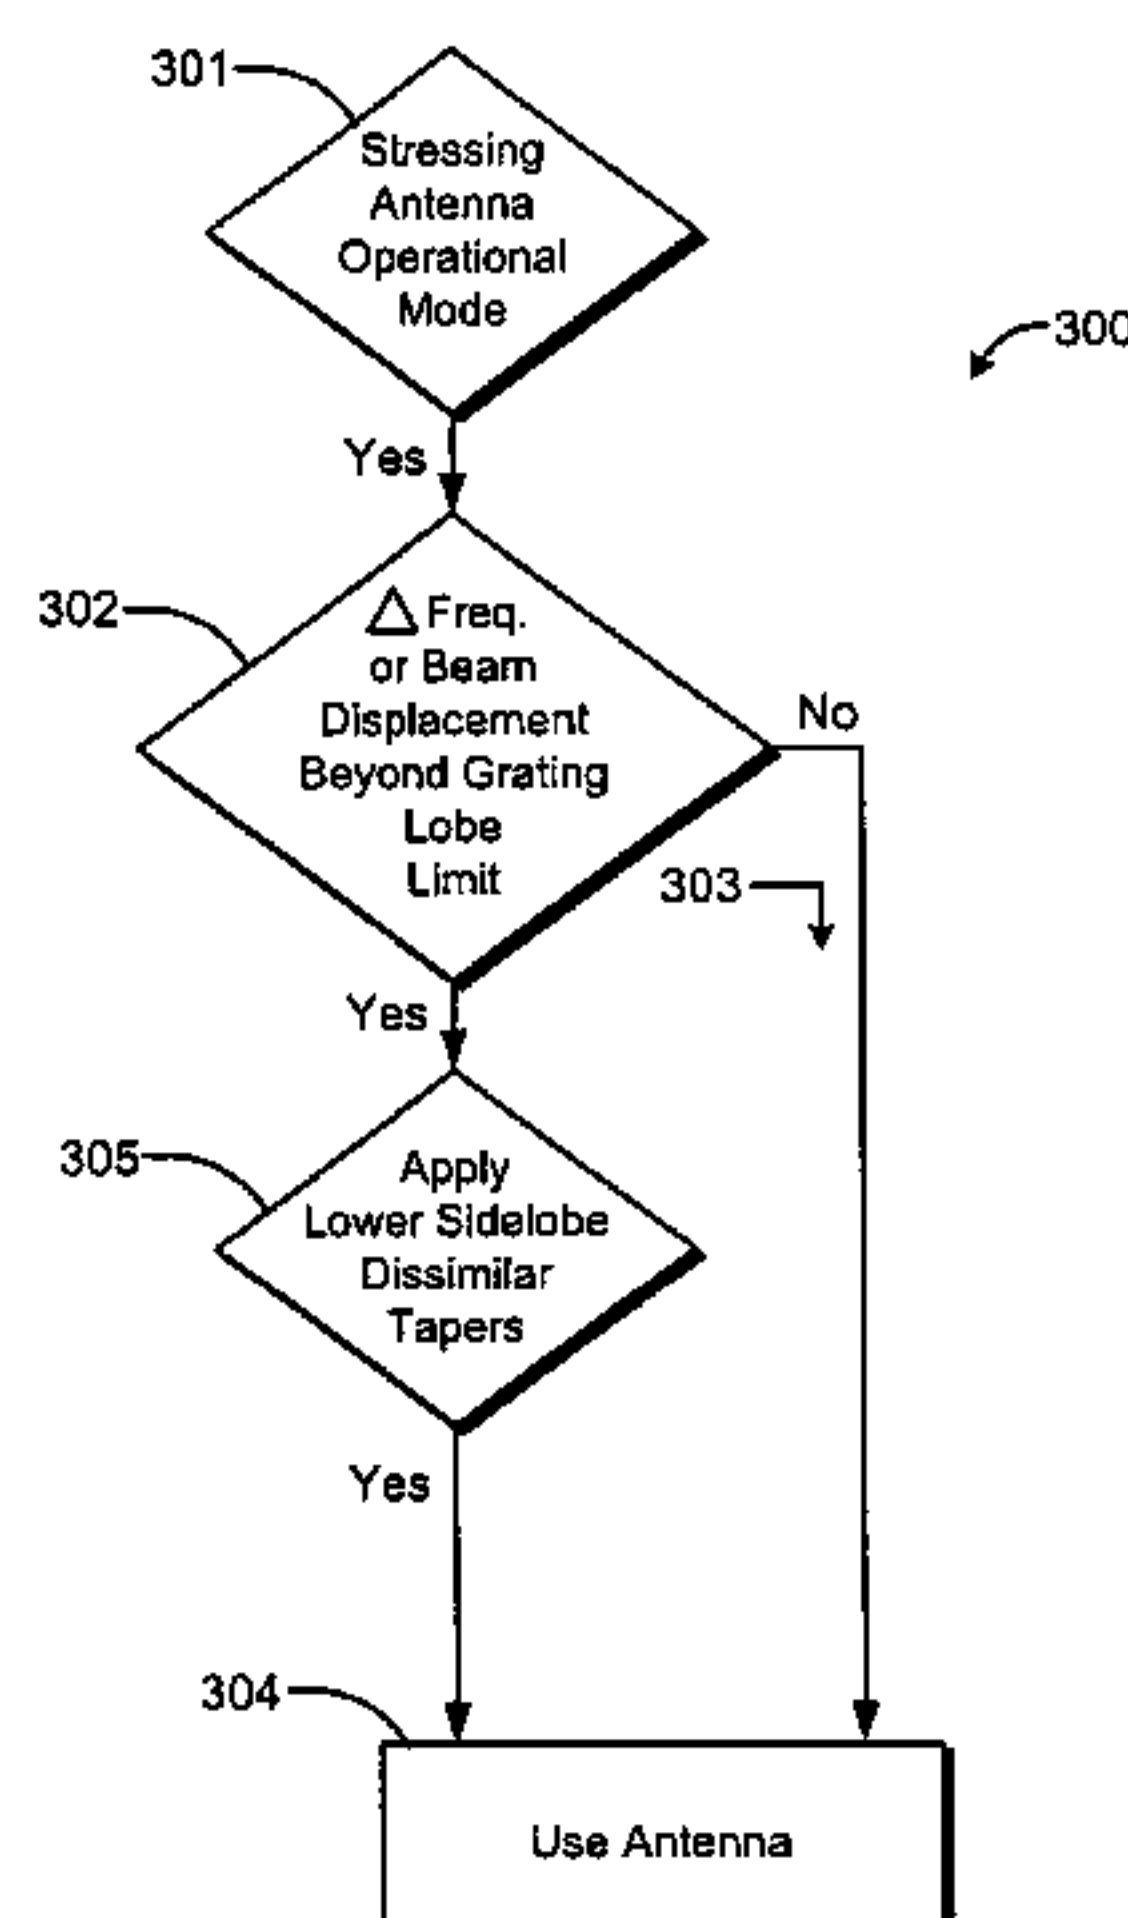 301
Stressing
Antenna
Operational
Mode
300
Yes
302
△ Freq.
or Beam
Displacement
Beyond Grating
Lobe
Limit
No
303
Yes
305
Apply
Lower Sidelobe
Dissimilar
Tapers
Yes
304
Use Antenna